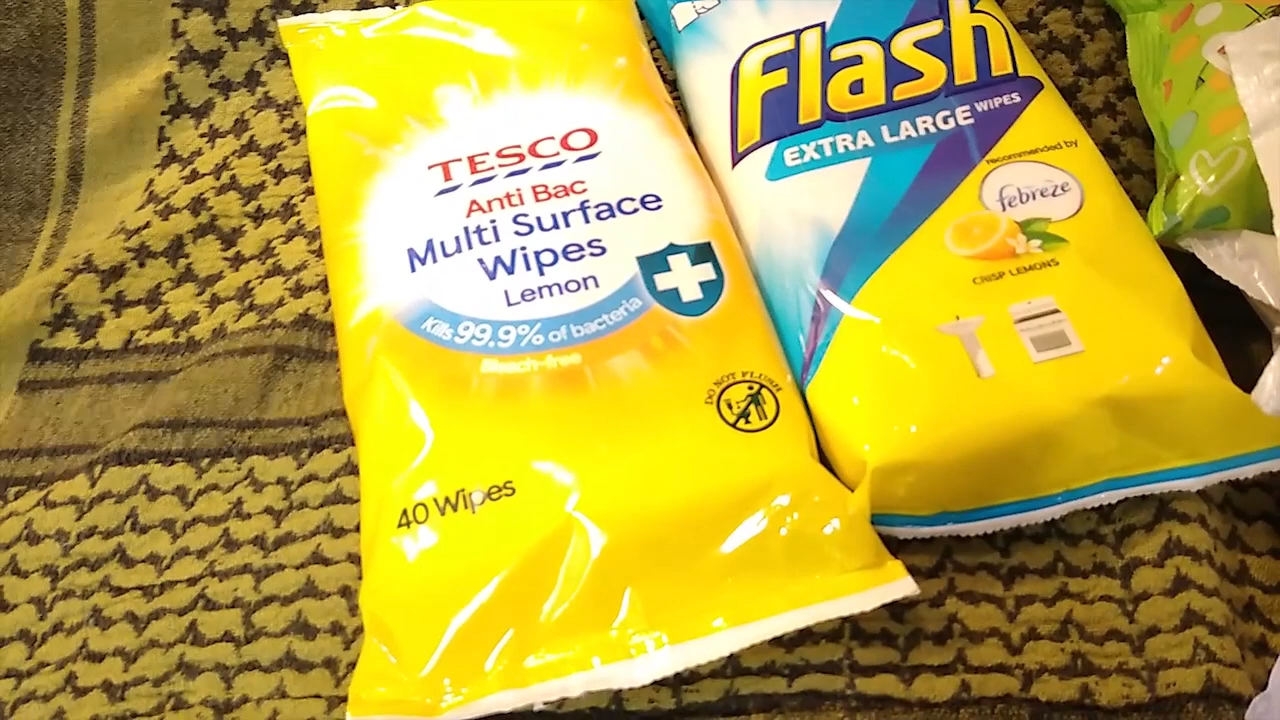 TESCO
Anti Bac
Multi Surface
Wipes
Lemon
Kills 99.9% of bacteria
Bleach-free
DO NOT FLUSH
40 Wipes
Flash
EXTRA LARGE WIPES
recommended by
febreze
CRISP LEMONS